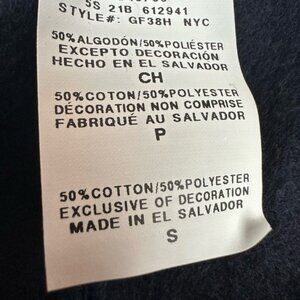 5S 21B 612941
STYLE#: GF38H NYC
50%ALGODÓN/50%POLIÉSTER
EXCEPTO DECORACIÓN
HECHO EN EL SALVADOR
CH
50%COTON/50%POLYESTER
DÉCORATION NON COMPRISE
FABRIQUÉ AU SALVADOR
P
50%COTTON/50%POLYESTER
EXCLUSIVE OF DECORATION
MADE IN EL SALVADOR
S